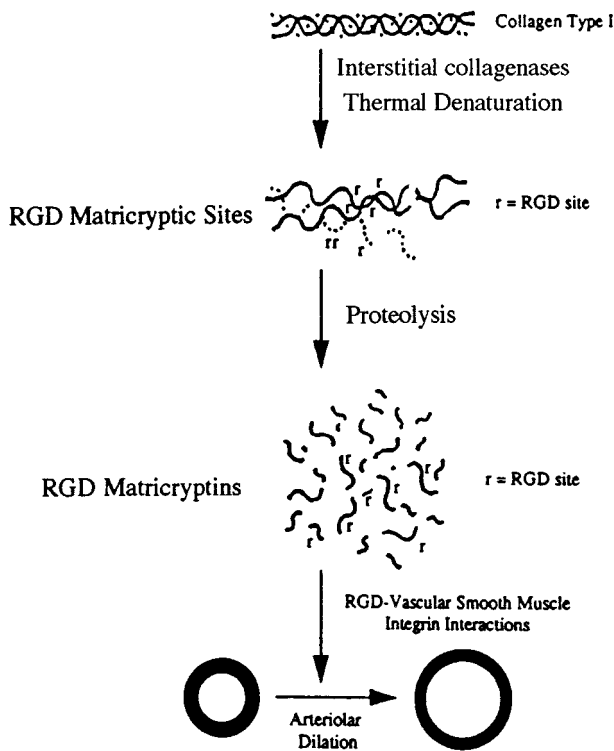 Collagen Type I
Interstitial collagenases
Thermal Denaturation
r r
RGD Matricryptic Sites
r = RGD site
r r
rr
r
Proteolysis
r
r
RGD Matricryptins
r
r = RGD site
r
r
r
r
RGD-Vascular Smooth Muscle
Integrin Interactions
Arteriolar
Dilation